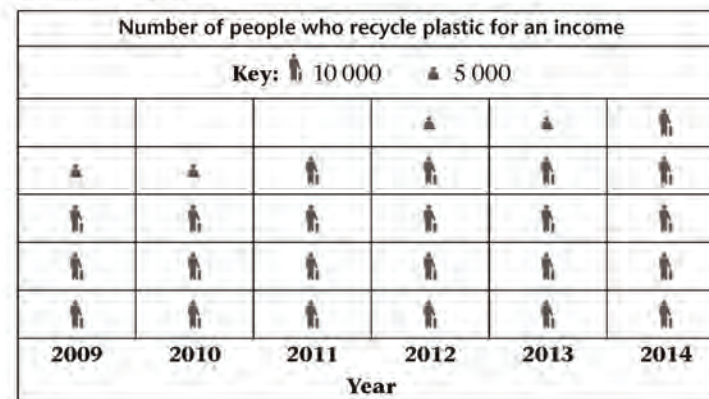 Number of people who recycle plastic for an income
Key: 10 000 5 000
2009 2010 2011 2012 2013 2014
Year